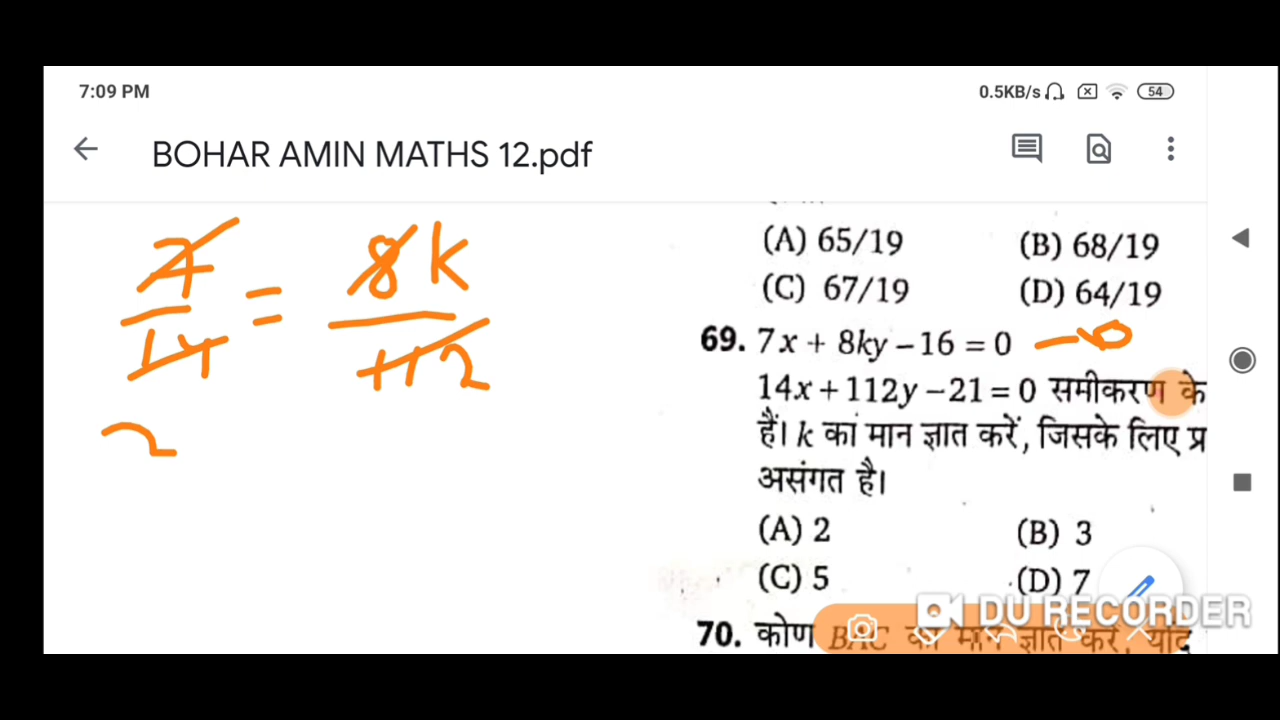 7:09 PM
0.5KB/s
54
BOHAR AMIN MATHS 12.pdf
(A) 65/19 (B) 68/19
(C) 67/19 (D) 64/19
69. 7x + 8ky – 16 = 0
14x + 112y – 21 = 0 समीकरण के
हैं। k का मान ज्ञात करें, जिसके लिए प्र
असंगत है।
(A) 2 (B) 3
(C) 5 (D) 7
DU RECORDER
70. कोण BAC का मान ज्ञात करें, यदि
7/14 = 8k/112
2